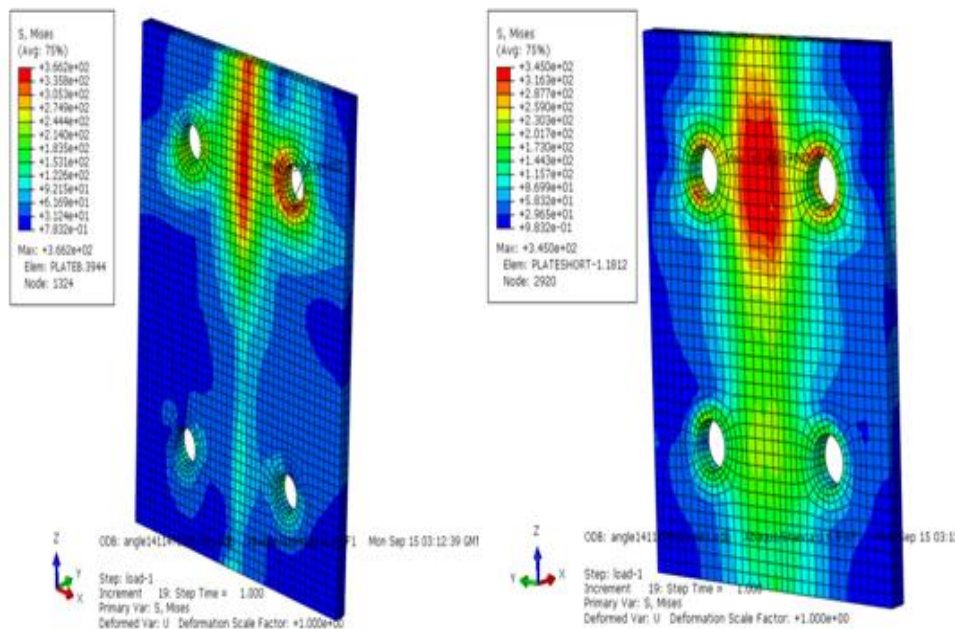 S, Mises
(Avg: 75%)
+3.662e+02
+3.358e+02
+3.053e+02
+2.749e+02
+2.444e+02
+2.140e+02
+1.835e+02
+1.531e+02
+1.226e+02
+9.215e+01
+6.169e+01
+3.124e+01
+7.832e-01
Max: +3.662e+02
Elem: PLATEB.3944
Node: 1324
Z
Y
X
ODB: angle14114
Mon Sep 15 03:12:39 GMT
Step: load-1
Increment 19: Step Time = 1.000
Primary Var: S, Mises
Deformed Var: U Deformation Scale Factor: +1.000e+00
S, Mises
(Avg: 75%)
+3.450e+02
+3.163e+02
+2.877e+02
+2.590e+02
+2.303e+02
+2.017e+02
+1.730e+02
+1.443e+02
+1.157e+02
+8.699e+01
+5.832e+01
+2.965e+01
+9.832e-01
Max: +3.450e+02
Elem: PLATESHORT-1.1812
Node: 2920
Z
Y
X
ODB:
Sep 15 03:1
Step: load-1
Increment 19: Step Time = 1.000
Primary Var: S, Mises
Deformed Var: U Deformation Scale Factor: +1.000e+00